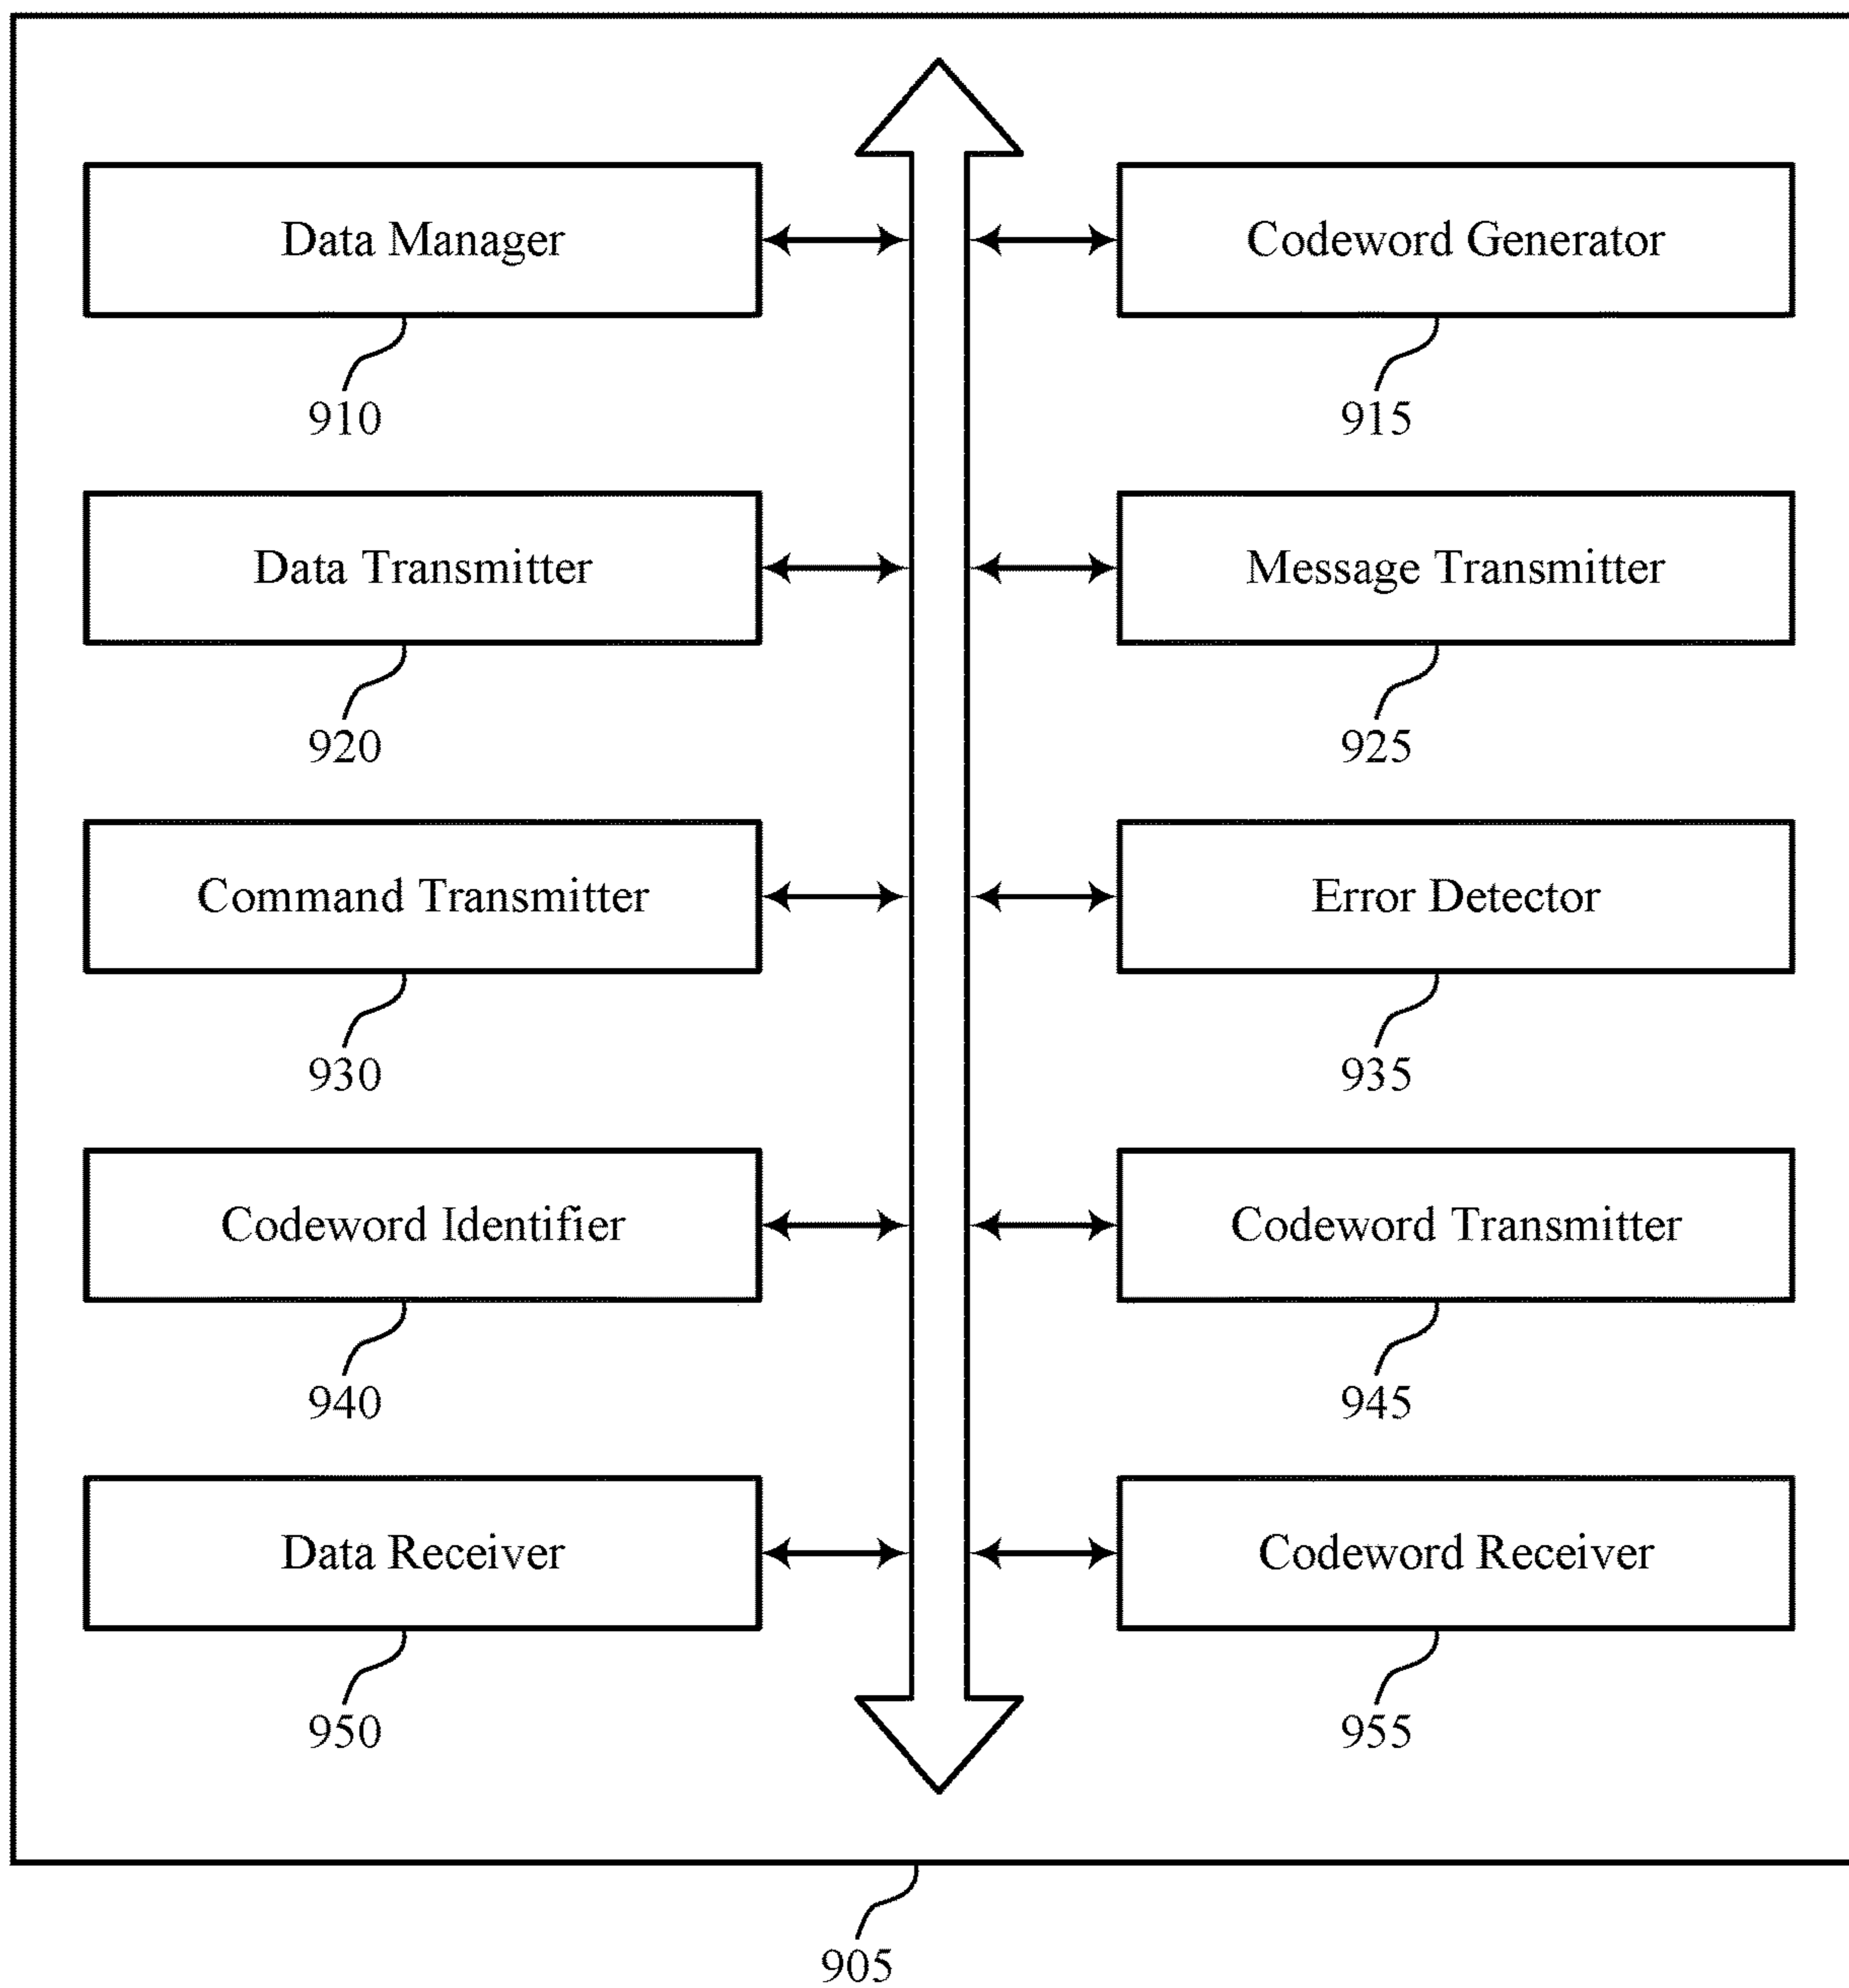 Data Manager
Codeword Generator
910
915
Data Transmitter
Message Transmitter
920
925
Command Transmitter
Error Detector
930
935
Codeword Identifier
Codeword Transmitter
940
945
Data Receiver
Codeword Receiver
950
955
905